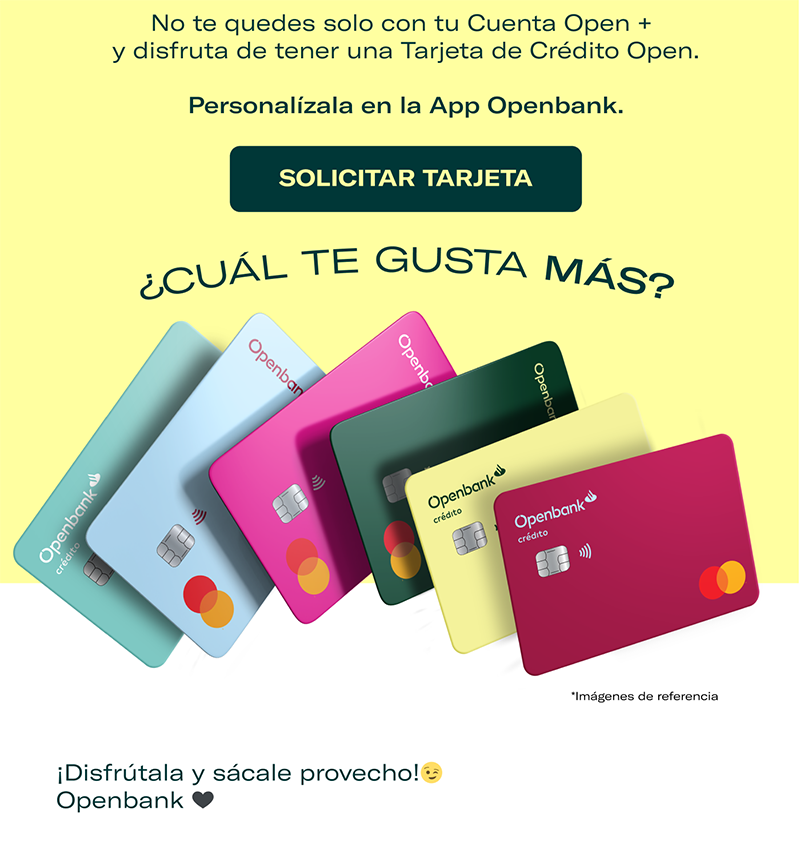 No te quedes solo con tu Cuenta Open +
y disfruta de tener una Tarjeta de Crédito Open.
Personalízala en la App Openbank.
SOLICITAR TARJETA
¿CUÁL TE GUSTA MÁS?
Openbank
crédito
Openbank
Openbank
Openbank
Openbank
crédito
Openbank
crédito
*Imágenes de referencia
¡Disfrútala y sácale provecho!😉
Openbank 🖤